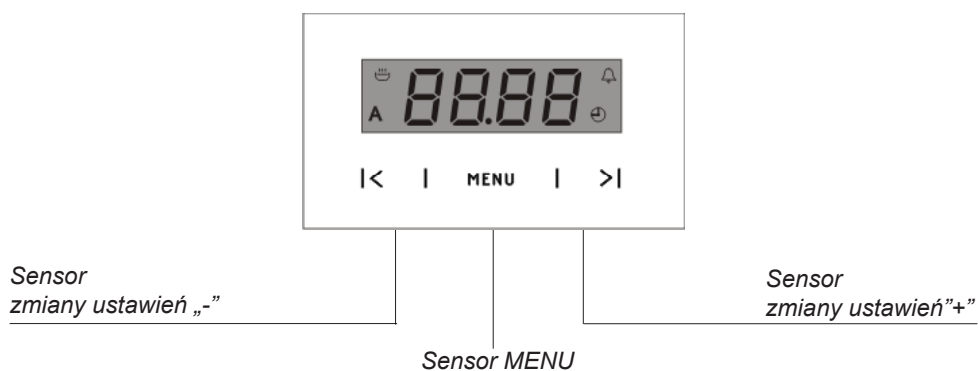 A 88.88
|< | MENU | >|
Sensor
zmiany ustawień „-”
Sensor
zmiany ustawień”+”
Sensor MENU